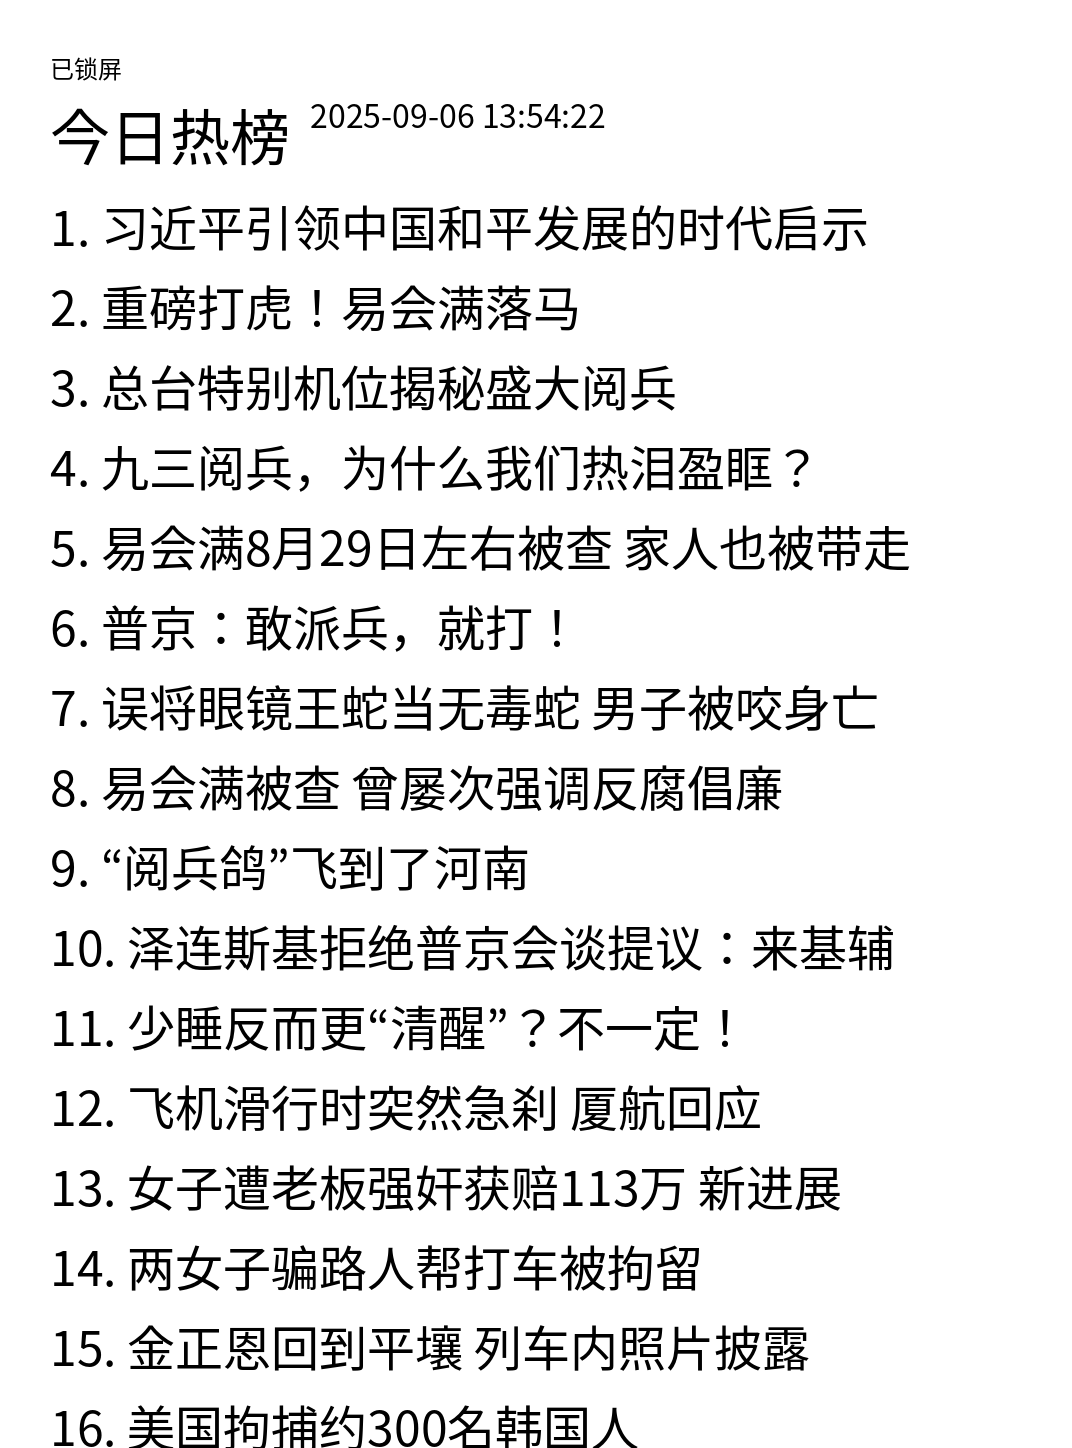 已锁屏
今日热榜 2025-09-06 13:54:22
1. 习近平引领中国和平发展的时代启示
2. 重磅打虎！易会满落马
3. 总台特别机位揭秘盛大阅兵
4. 九三阅兵，为什么我们热泪盈眶？
5. 易会满8月29日左右被查 家人也被带走
6. 普京：敢派兵，就打！
7. 误将眼镜王蛇当无毒蛇 男子被咬身亡
8. 易会满被查 曾屡次强调反腐倡廉
9. “阅兵鸽”飞到了河南
10. 泽连斯基拒绝普京会谈提议：来基辅
11. 少睡反而更“清醒”？不一定！
12. 飞机滑行时突然急刹 厦航回应
13. 女子遭老板强奸获赔113万 新进展
14. 两女子骗路人帮打车被拘留
15. 金正恩回到平壤 列车内照片披露
16. 美国拘捕约300名韩国人